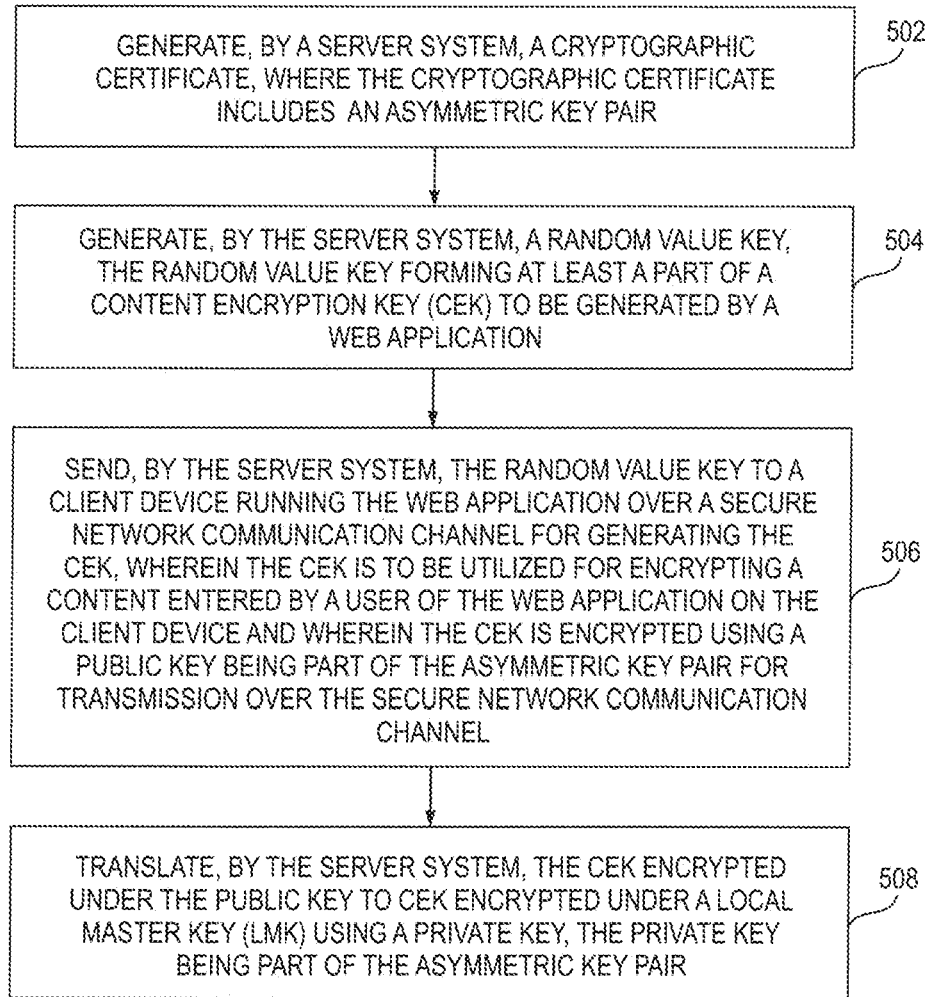 GENERATE, BY A SERVER SYSTEM, A CRYPTOGRAPHIC
CERTIFICATE, WHERE THE CRYPTOGRAPHIC CERTIFICATE
INCLUDES AN ASYMMETRIC KEY PAIR
502
GENERATE, BY THE SERVER SYSTEM, A RANDOM VALUE KEY,
THE RANDOM VALUE KEY FORMING AT LEAST A PART OF A
CONTENT ENCRYPTION KEY (CEK) TO BE GENERATED BY A
WEB APPLICATION
504
SEND, BY THE SERVER SYSTEM, THE RANDOM VALUE KEY TO A
CLIENT DEVICE RUNNING THE WEB APPLICATION OVER A SECURE
NETWORK COMMUNICATION CHANNEL FOR GENERATING THE
CEK, WHEREIN THE CEK IS TO BE UTILIZED FOR ENCRYPTING A
CONTENT ENTERED BY A USER OF THE WEB APPLICATION ON THE
CLIENT DEVICE AND WHEREIN THE CEK IS ENCRYPTED USING A
PUBLIC KEY BEING PART OF THE ASYMMETRIC KEY PAIR FOR
TRANSMISSION OVER THE SECURE NETWORK COMMUNICATION
CHANNEL
506
TRANSLATE, BY THE SERVER SYSTEM, THE CEK ENCRYPTED
UNDER THE PUBLIC KEY TO CEK ENCRYPTED UNDER A LOCAL
MASTER KEY (LMK) USING A PRIVATE KEY, THE PRIVATE KEY
BEING PART OF THE ASYMMETRIC KEY PAIR
508